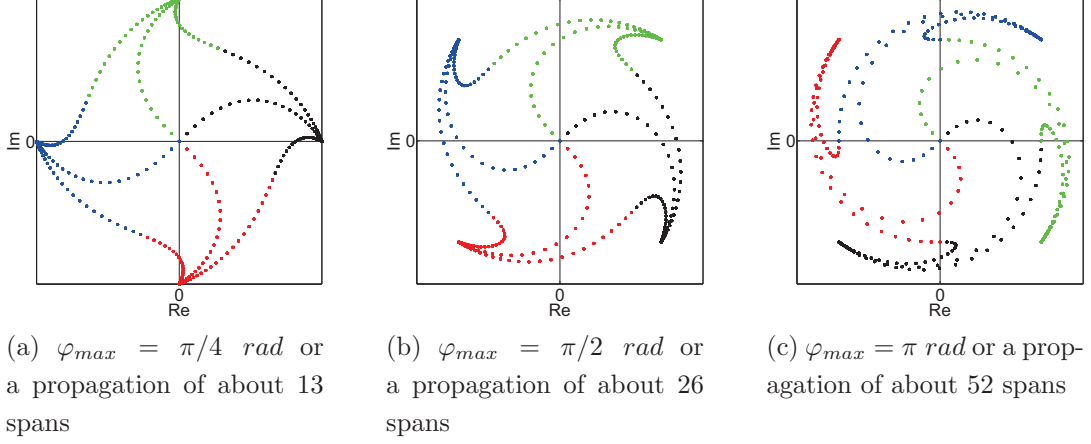 Im 0
0
Re
Im 0
0
Re
Im 0
0
Re
(a) φmax = π/4 rad or
a propagation of about 13
spans
(b) φmax = π/2 rad or
a propagation of about 26
spans
(c) φmax = π rad or a prop-
agation of about 52 spans